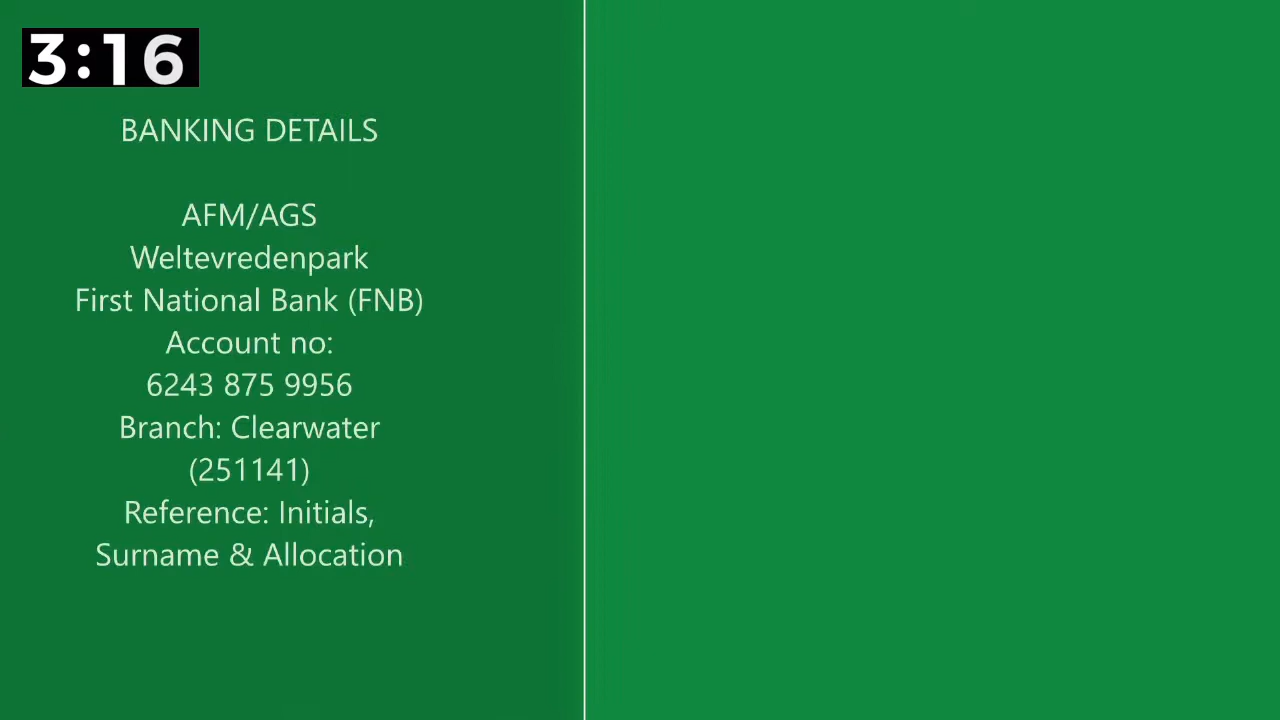 3:16
BANKING DETAILS
AFM/AGS
Weltevredenpark
First National Bank (FNB)
Account no:
6243 875 9956
Branch: Clearwater
(251141)
Reference: Initials,
Surname & Allocation